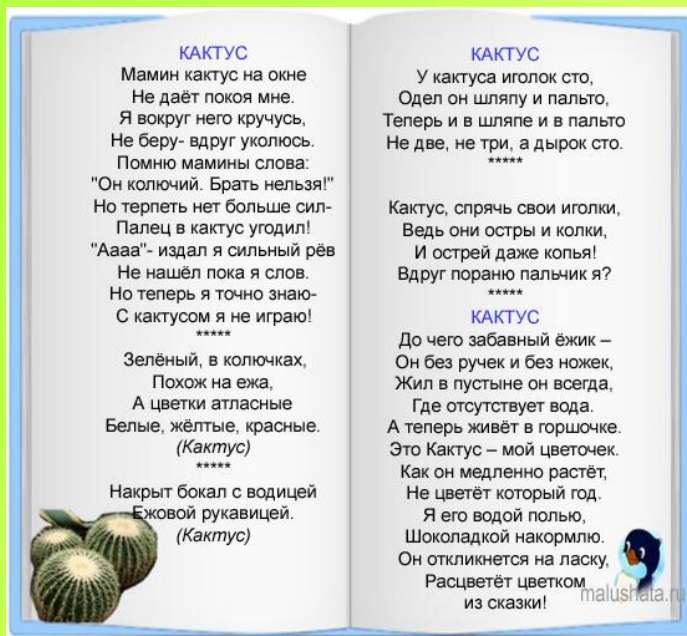 КАКТУС
Мамин кактус на окне
Не даёт покоя мне.
Я вокруг него кручусь,
Не беру- вдруг уколюсь.
Помню мамины слова:
"Он колючий. Брать нельзя!"
Но терпеть нет больше сил-
Палец в кактус угодил!
"Аааа"- издал я сильный рёв
Не нашёл пока я слов.
Но теперь я точно знаю-
С кактусом я не играю!
*****
Зелёный, в колючках,
Похож на ежа,
А цветки атласные
Белые, жёлтые, красные.
(Кактус)
*****
Накрыт бокал с водицей
Ежовой рукавицей.
(Кактус)
КАКТУС
У кактуса иголок сто,
Одел он шляпу и пальто,
Теперь и в шляпе и в пальто
Не две, не три, а дырок сто.
*****
Кактус, спрячь свои иголки,
Ведь они остры и колки,
И острей даже копья!
Вдруг пораню пальчик я?
*****
КАКТУС
До чего забавный ёжик –
Он без ручек и без ножек,
Жил в пустыне он всегда,
Где отсутствует вода.
А теперь живёт в горшочке.
Это Кактус – мой цветочек.
Как он медленно растёт,
Не цветёт который год.
Я его водой полью,
Шоколадкой накормлю.
Он откликнется на ласку,
Расцветёт цветком
из сказки!
malushata.ru